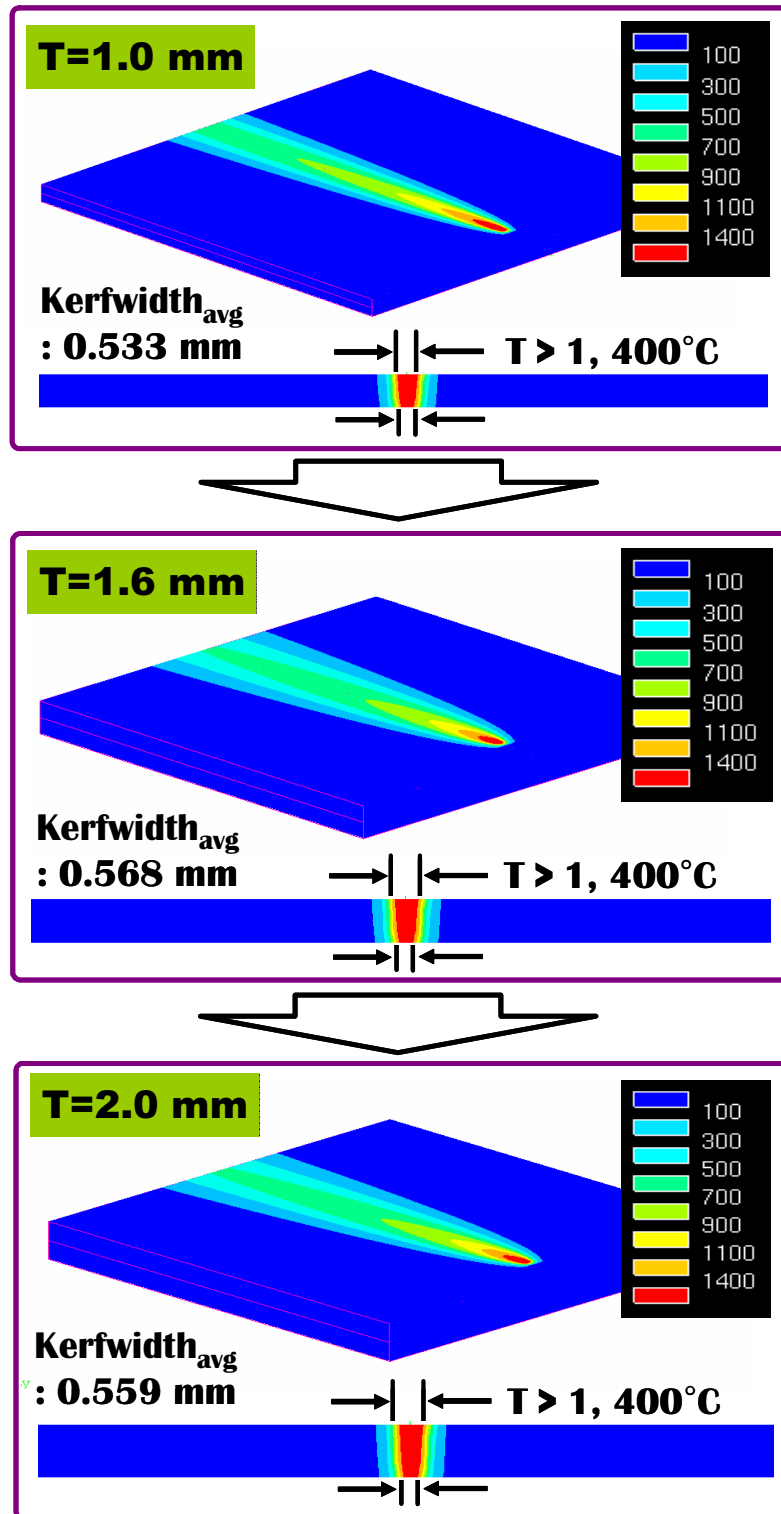 T=1.0 mm
100
300
500
700
900
1100
1400
Kerfwidthavg
: 0.533 mm
T > 1, 400°C
T=1.6 mm
100
300
500
700
900
1100
1400
Kerfwidthavg
: 0.568 mm
T > 1, 400°C
T=2.0 mm
100
300
500
700
900
1100
1400
Kerfwidthavg
y
: 0.559 mm
T > 1, 400°C